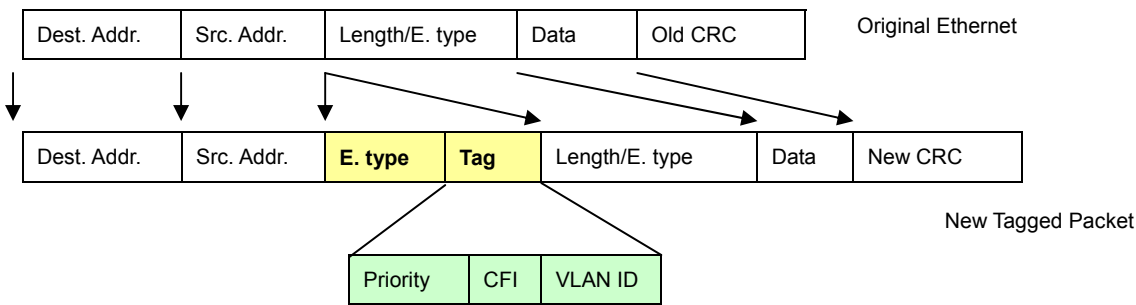 Dest. Addr. Src. Addr. Length/E. type Data Old CRC Original Ethernet
Dest. Addr. Src. Addr. E. type Tag Length/E. type Data New CRC
New Tagged Packet
Priority CFI VLAN ID